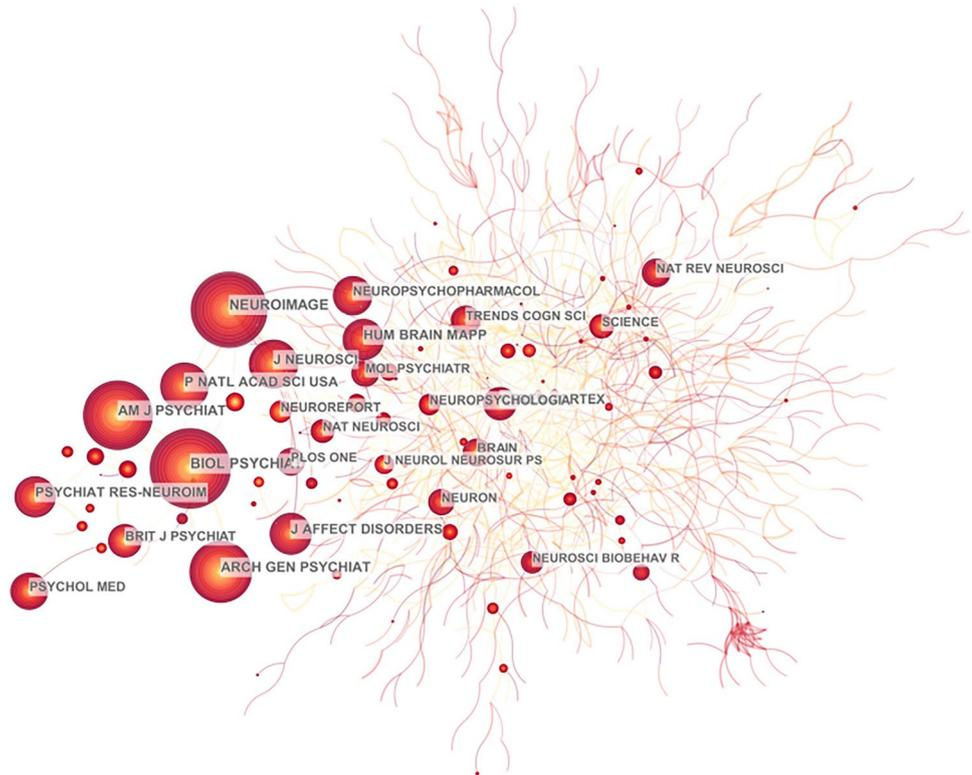 NAT REV NEUROSCI
NEUROPSYCHOPHARMACOL
NEUROIMAGE
TRENDS COGN SCI
SCIENCE
HUM BRAIN MAPP
J NEUROSCI
MOL PSYCHIATR
P NATL ACAD SCI USA
NEUROPSYCHOLOGIA
NEUROREPORT
AM J PSYCHIAT
NAT NEUROSCI
BRAIN
PLOS ONE
J NEUROL NEUROSUR PS
BIOL PSYCHIA
PSYCHIAT RES-NEUROIM
NEURON
J AFFECT DISORDERS
BRIT J PSYCHIAT
NEUROSCI BIOBEHAV R
ARCH GEN PSYCHIAT
PSYCHOL MED